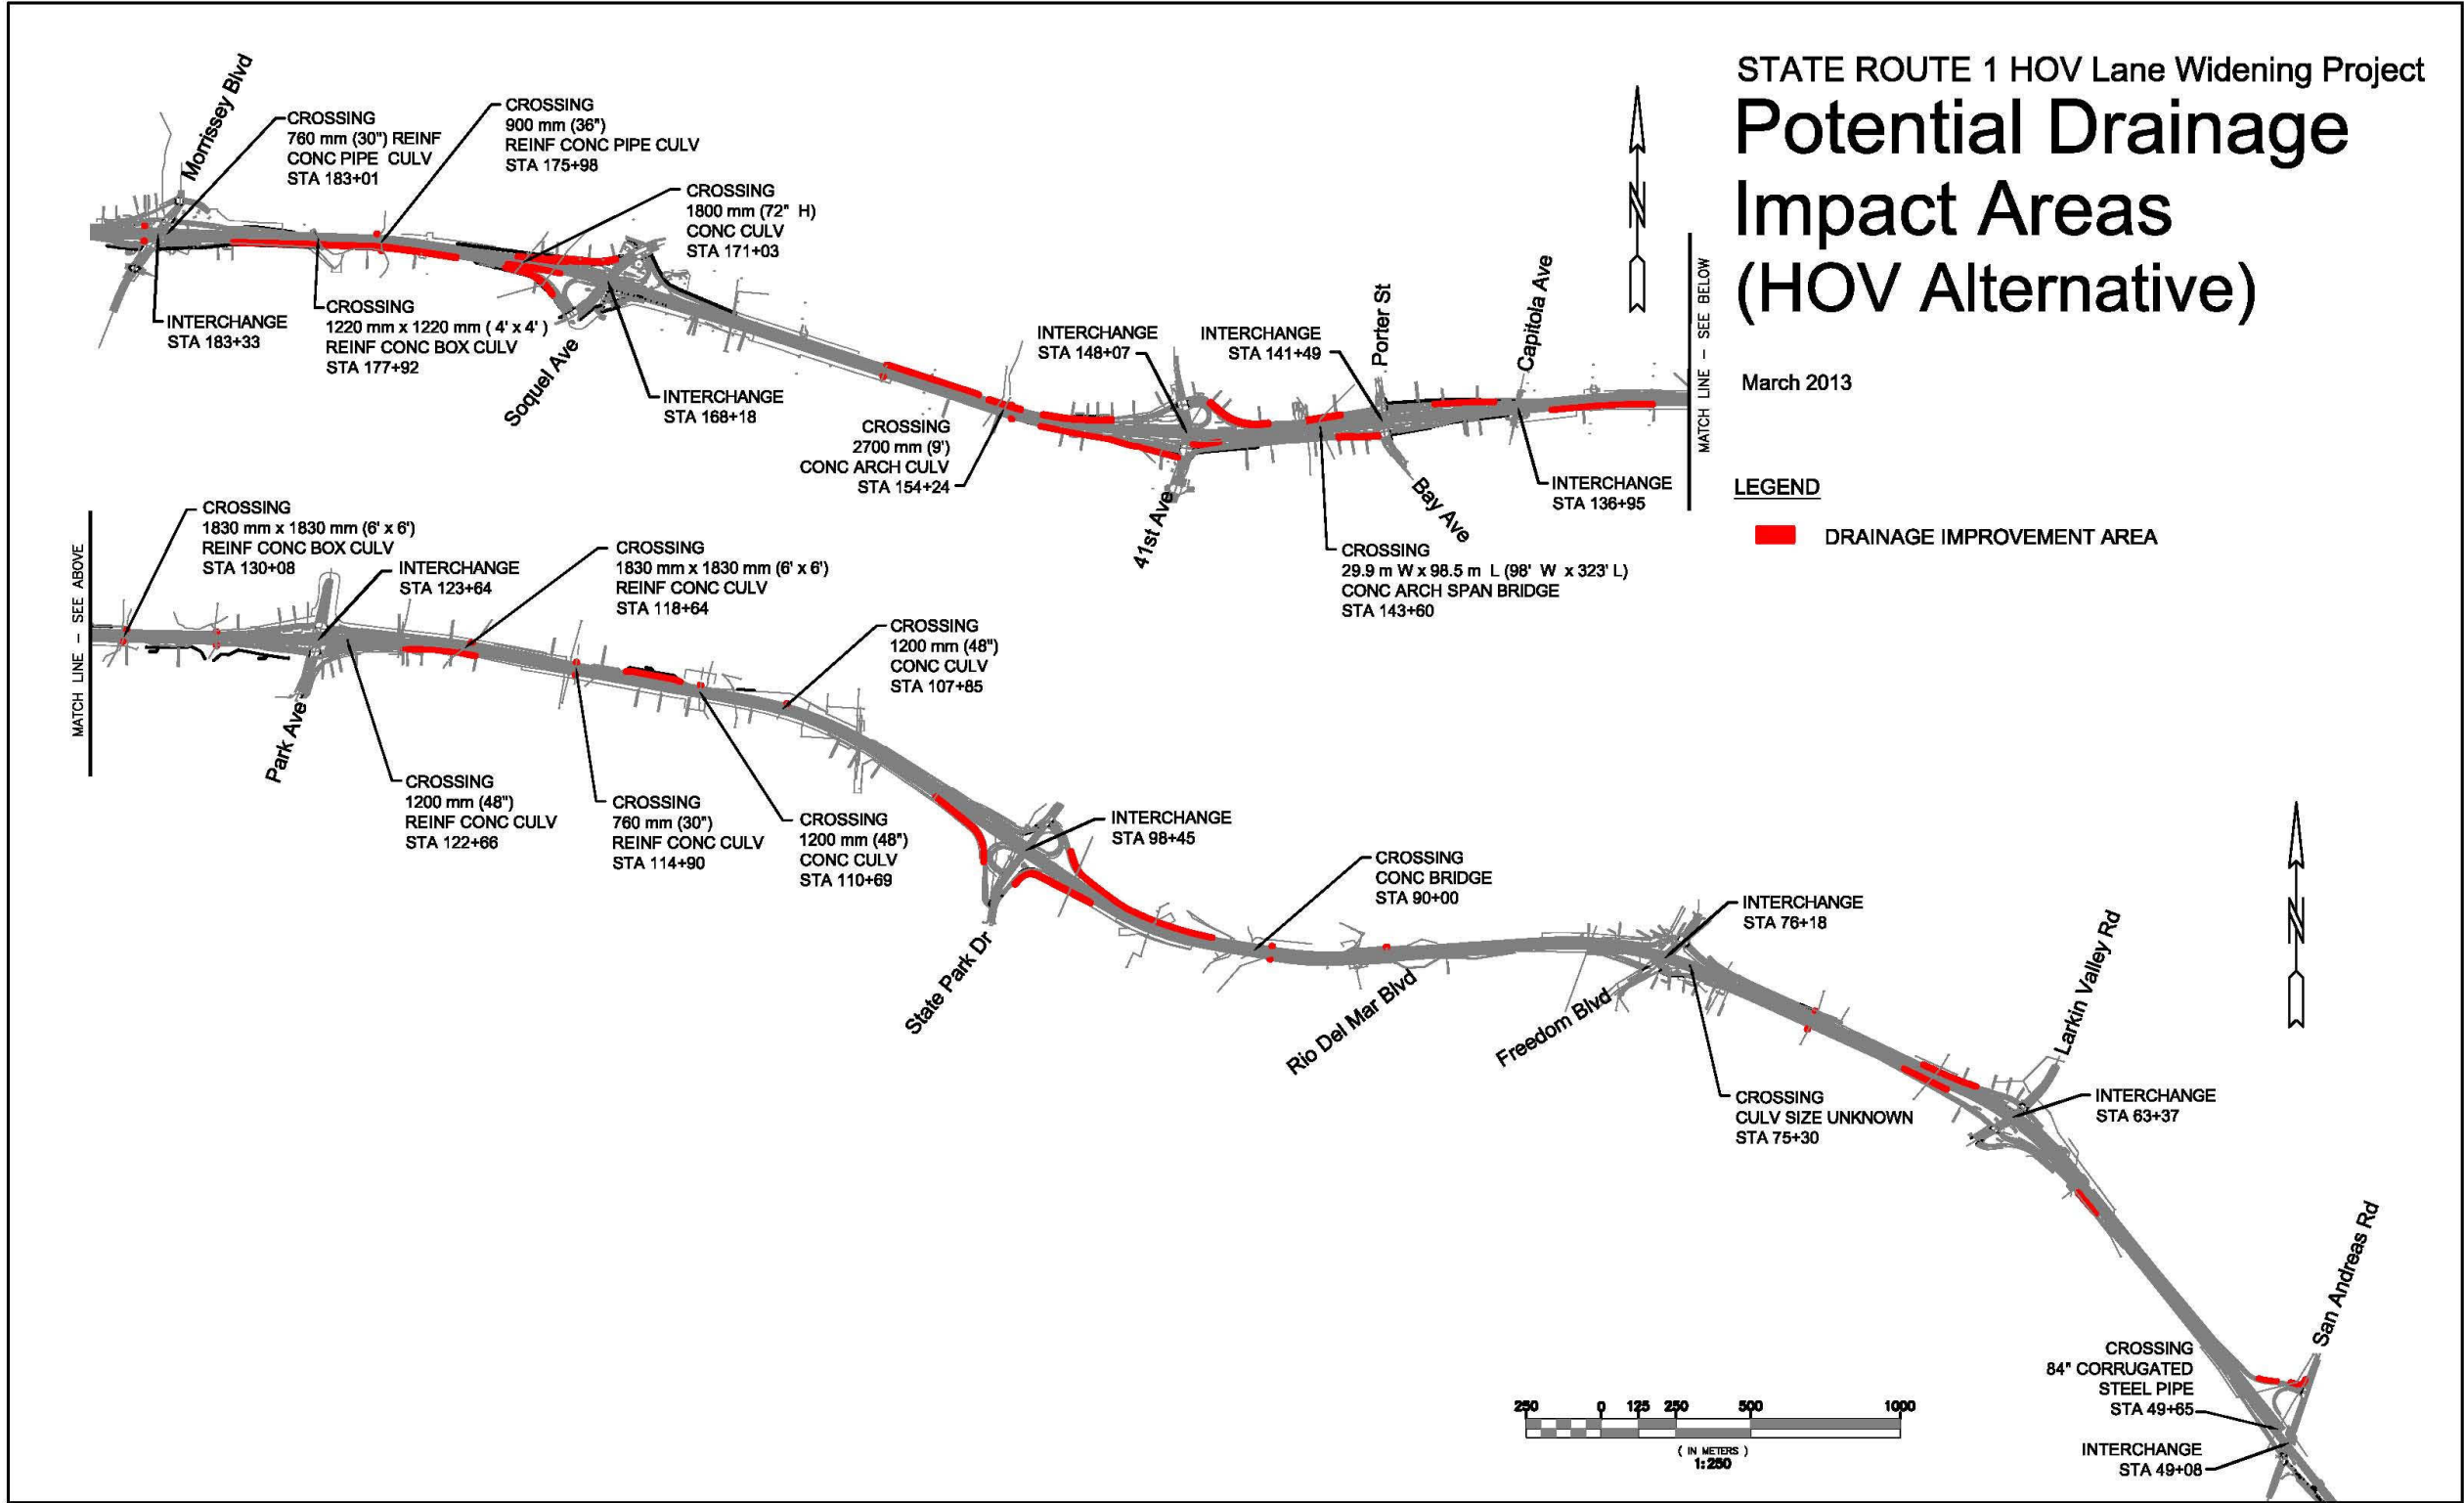 STATE ROUTE 1 HOV Lane Widening Project
Potential Drainage
Impact Areas
(HOV Alternative)
March 2013
LEGEND
DRAINAGE IMPROVEMENT AREA
Morrissey Blvd
CROSSING
760 mm (30") REINF
CONC PIPE CULV
STA 183+01
CROSSING
900 mm (36")
REINF CONC PIPE CULV
STA 175+98
CROSSING
1800 mm (72" H)
CONC CULV
STA 171+03
INTERCHANGE
STA 183+33
CROSSING
1220 mm x 1220 mm ( 4' x 4' )
REINF CONC BOX CULV
STA 177+92
Soquel Ave
INTERCHANGE
STA 168+18
CROSSING
2700 mm (9')
CONC ARCH CULV
STA 154+24
INTERCHANGE
STA 148+07
41st Ave
INTERCHANGE
STA 141+49
Porter St
Bay Ave
Capitola Ave
CROSSING
29.9 m W x 98.5 m L (98' W x 323' L)
CONC ARCH SPAN BRIDGE
STA 143+60
INTERCHANGE
STA 136+95
MATCH LINE - SEE BELOW
N
MATCH LINE - SEE ABOVE
CROSSING
1830 mm x 1830 mm (6' x 6')
REINF CONC BOX CULV
STA 130+08
INTERCHANGE
STA 123+64
Park Ave
CROSSING
1200 mm (48")
REINF CONC CULV
STA 122+66
CROSSING
1830 mm x 1830 mm (6' x 6')
REINF CONC CULV
STA 118+64
CROSSING
760 mm (30")
REINF CONC CULV
STA 114+90
CROSSING
1200 mm (48")
CONC CULV
STA 110+69
CROSSING
1200 mm (48")
CONC CULV
STA 107+85
State Park Dr
INTERCHANGE
STA 98+45
CROSSING
CONC BRIDGE
STA 90+00
Rio Del Mar Blvd
Freedom Blvd
INTERCHANGE
STA 76+18
CROSSING
CULV SIZE UNKNOWN
STA 75+30
Larkin Valley Rd
INTERCHANGE
STA 63+37
N
San Andreas Rd
CROSSING
84" CORRUGATED
STEEL PIPE
STA 49+65
INTERCHANGE
STA 49+08
250 0 125 250 500 1000
( IN METERS )
1:250